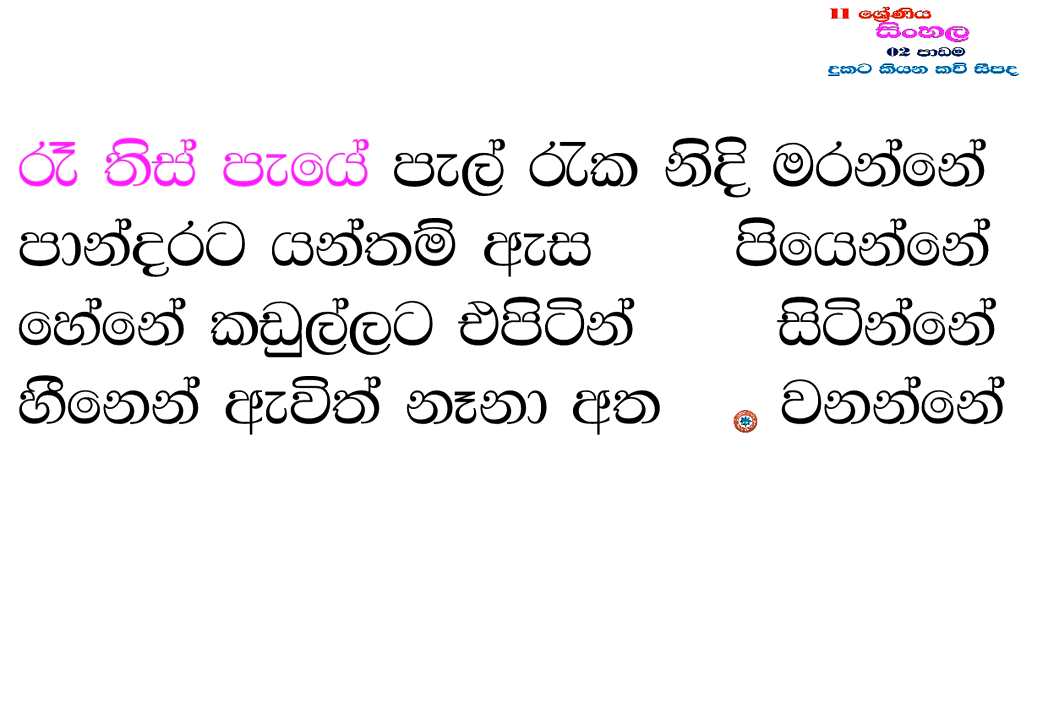 11 ශ්‍රේණිය
සිංහල
02 පාඩම
දුකට කියන කවි සීපද
රෑ තිස් පැයේ පැල් රැක නිදි මරන්නේ
පාන්දරට යන්තම් ඇස පියෙන්නේ
හේනේ කඩුල්ලට එපිටින් සිටින්නේ
හීනෙන් ඇවිත් නෑනා අත වනන්නේ